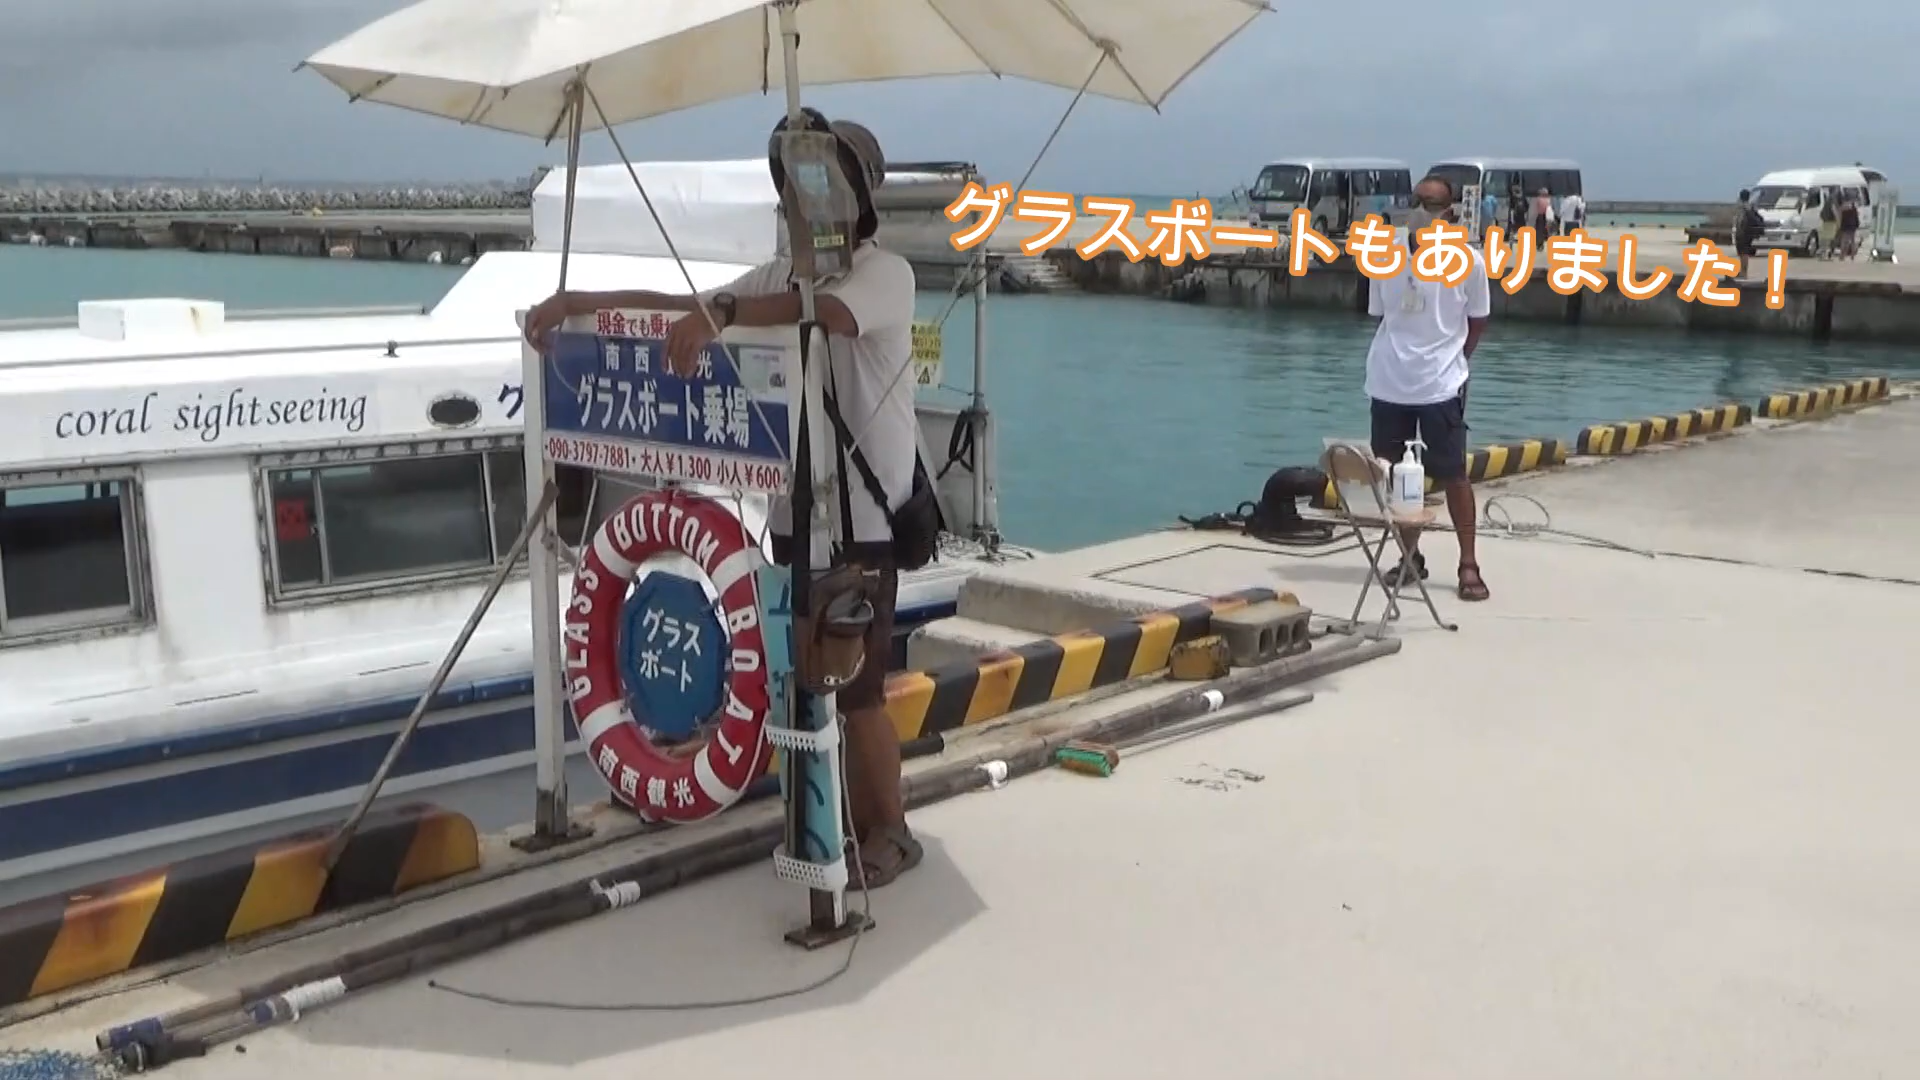 グラスボートもありました！
coral sightseeing
現金でも乗
南西 光
グラスボート乗場
・090-3797-7881・大人￥1,300 小人￥600
GLASS BOTTOM BOAT
グラス
ボート
南西観光